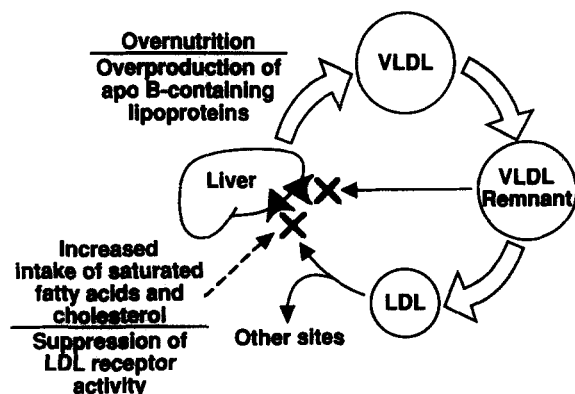 Overnutrition
Overproduction of
apo B-containing
lipoproteins
VLDL
Liver
VLDL
Remnant
Increased
intake of saturated
fatty acids and
cholesterol
Suppression of
LDL receptor
activity
Other sites
LDL